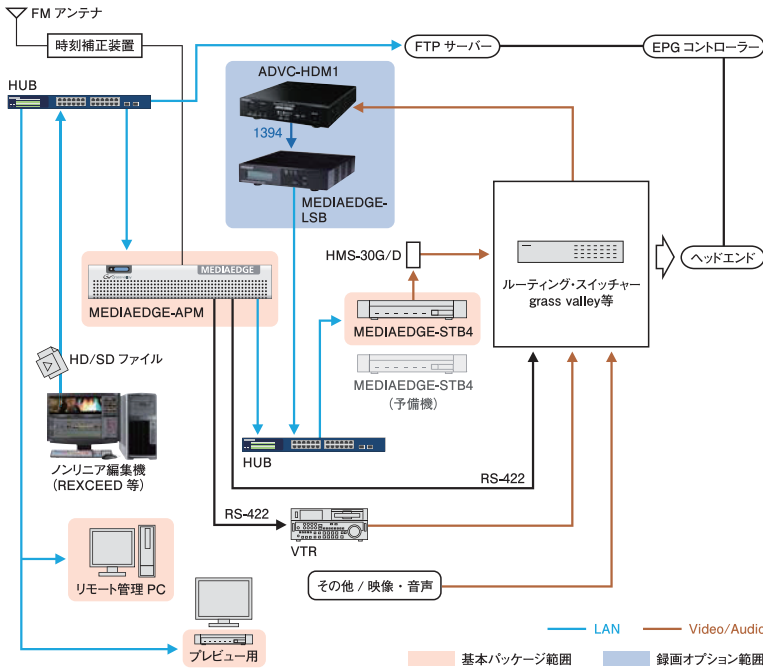 FM アンテナ
時刻補正装置
FTP サーバー
EPG コントローラー
HUB
ADVC-HDM1
1394
MEDIAEDGE-
LSB
MEDIAEDGE
MEDIAEDGE-APM
HMS-30G/D
ルーティング・スイッチャー
grass valley等
ヘッドエンド
MEDIAEDGE-STB4
MEDIAEDGE-STB4
(予備機)
HD/SD ファイル
ノンリニア編集機
(REXCEED 等)
HUB
RS-422
RS-422
VTR
リモート管理 PC
その他 / 映像・音声
プレビュー用
LAN
Video/Audio
基本パッケージ範囲
録画オプション範囲